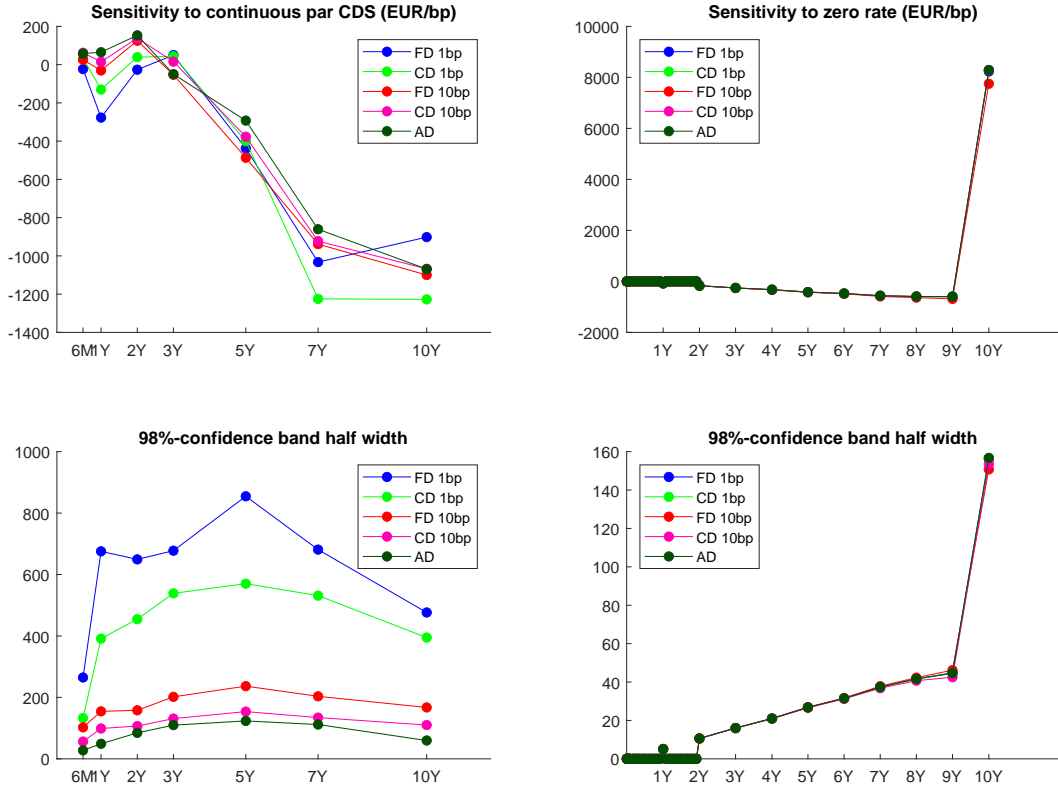 Sensitivity to continuous par CDS (EUR/bp)
200
0
-200
-400
-600
-800
-1000
-1200
-1400
6M 1Y 2Y 3Y 5Y 7Y 10Y
FD 1bp
CD 1bp
FD 10bp
CD 10bp
AD
Sensitivity to zero rate (EUR/bp)
10000
8000
6000
4000
2000
0
-2000
1Y 2Y 3Y 4Y 5Y 6Y 7Y 8Y 9Y 10Y
FD 1bp
CD 1bp
FD 10bp
CD 10bp
AD
98%-confidence band half width
1000
800
600
400
200
0
6M 1Y 2Y 3Y 5Y 7Y 10Y
FD 1bp
CD 1bp
FD 10bp
CD 10bp
AD
98%-confidence band half width
160
140
120
100
80
60
40
20
0
1Y 2Y 3Y 4Y 5Y 6Y 7Y 8Y 9Y 10Y
FD 1bp
CD 1bp
FD 10bp
CD 10bp
AD